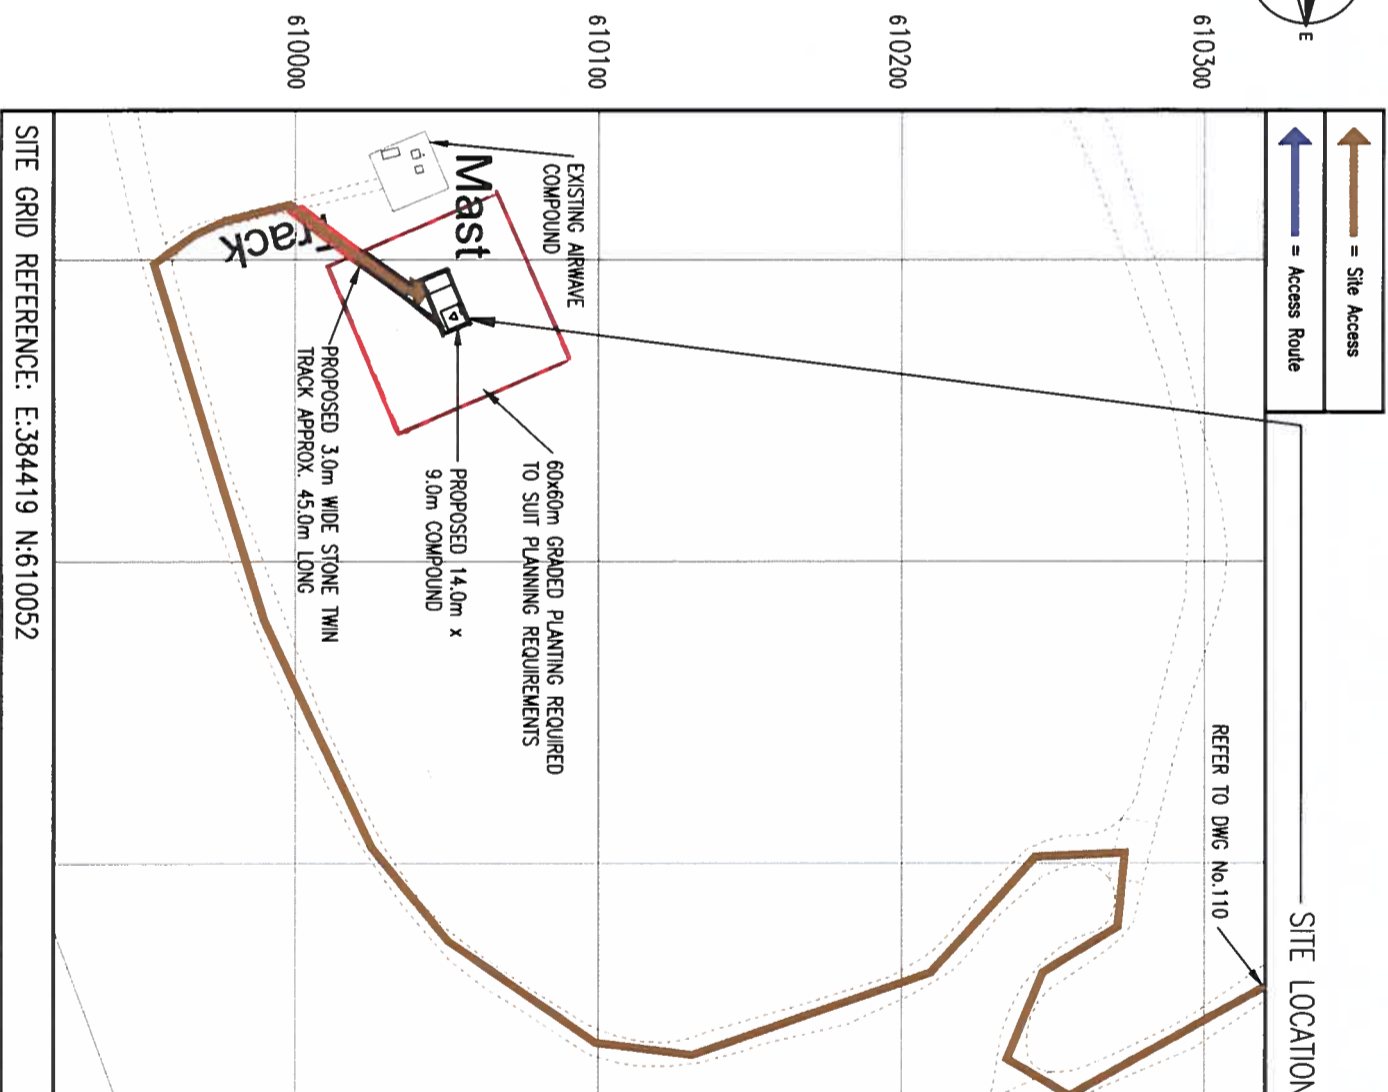 E
610300
610200
610100
610000
= Site Access
= Access Route
SITE LOCATION
REFER TO DWG No.110
EXISTING AIRWAVE
COMPOUND
Mast
Track
60x60m GRADED PLANTING REQUIRED
TO SUIT PLANNING REQUIREMENTS
PROPOSED 14.0m x
9.0m COMPOUND
PROPOSED 3.0m WIDE STONE TWIN
TRACK APPROX. 45.0m LONG
SITE GRID REFERENCE: E:384419 N:610052